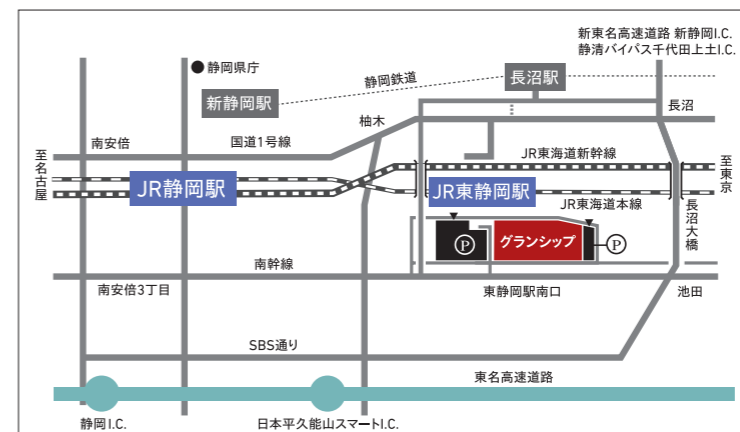 新東名高速道路 新静岡I.C.
静清バイパス千代田上土I.C.
静岡県庁
静岡鉄道
長沼駅
新静岡駅
長沼
柚木
南安倍
国道1号線
至名古屋
JR東海道新幹線
至東京
JR静岡駅
JR東静岡駅
JR東海道本線
長沼大橋
P
グランシップ
P
南幹線
南安倍3丁目
東静岡駅南口
池田
SBS通り
東名高速道路
静岡I.C.
日本平久能山スマートI.C.